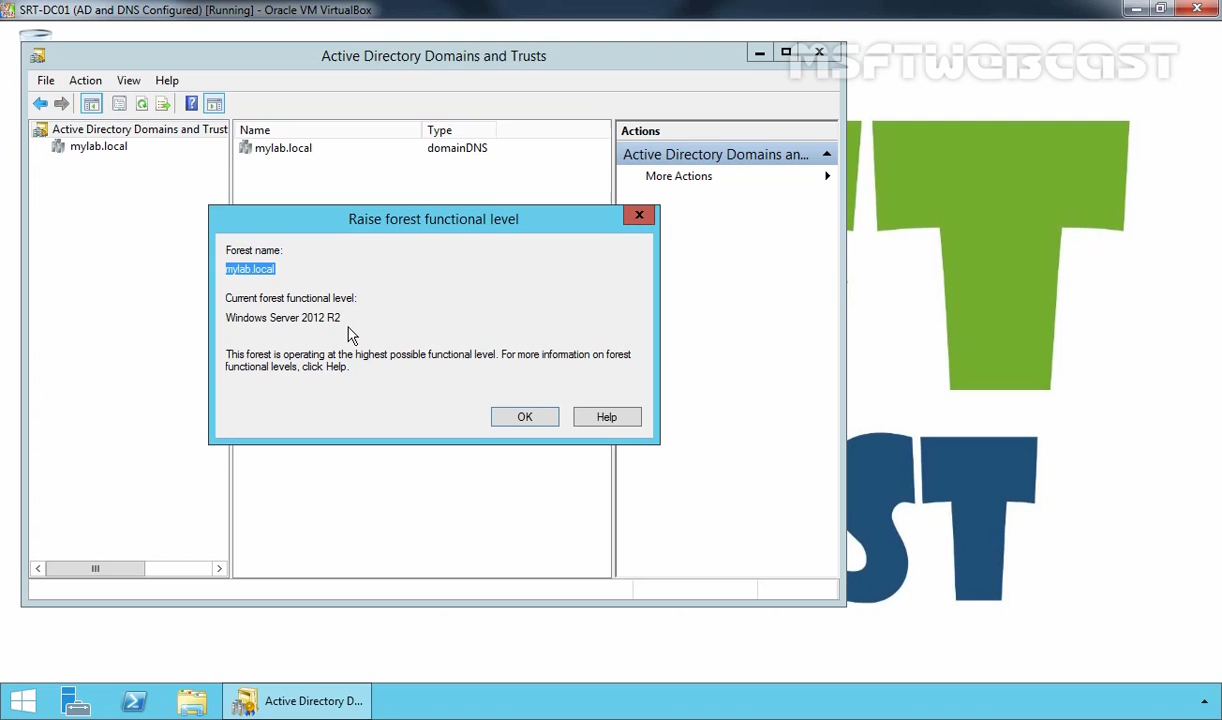 SRT-DC01 (AD and DNS Configured) [Running] - Oracle VM VirtualBox
Active Directory Domains and Trusts
MSFTWEBCAST
File Action View Help
Active Directory Domains and Trust
mylab.local
Name Type
mylab.local domainDNS
Actions
Active Directory Domains an...
More Actions
Raise forest functional level
Forest name:
mylab.local
Current forest functional level:
Windows Server 2012 R2
This forest is operating at the highest possible functional level. For more information on forest
functional levels, click Help.
OK Help
T
ST
Active Directory D...